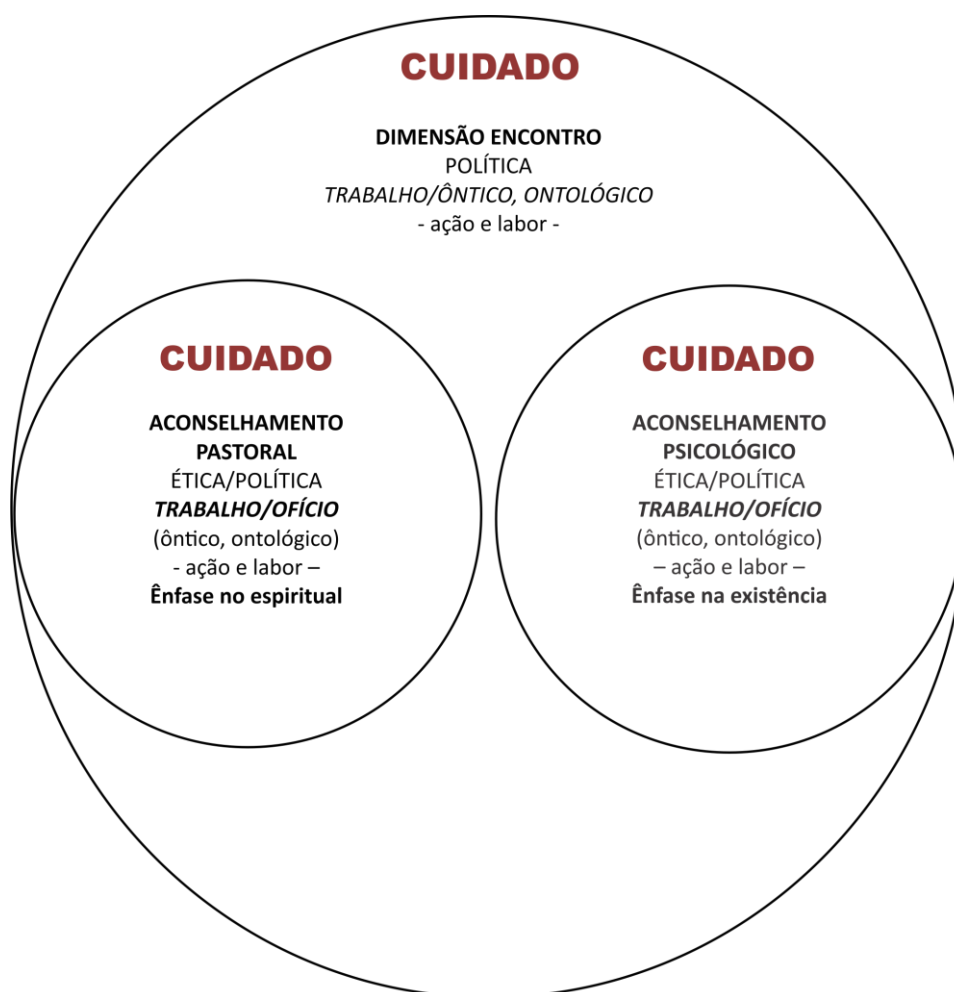 CUIDADO
DIMENSÃO ENCONTRO
POLÍTICA
TRABALHO/ÔNTICO, ONTOLÓGICO
- ação e labor -
CUIDADO
ACONSELHAMENTO
PASTORAL
ÉTICA/POLÍTICA
TRABALHO/OFÍCIO
(ôntico, ontológico)
- ação e labor –
Ênfase no espiritual
CUIDADO
ACONSELHAMENTO
PSICOLÓGICO
ÉTICA/POLÍTICA
TRABALHO/OFÍCIO
(ôntico, ontológico)
– ação e labor –
Ênfase na existência